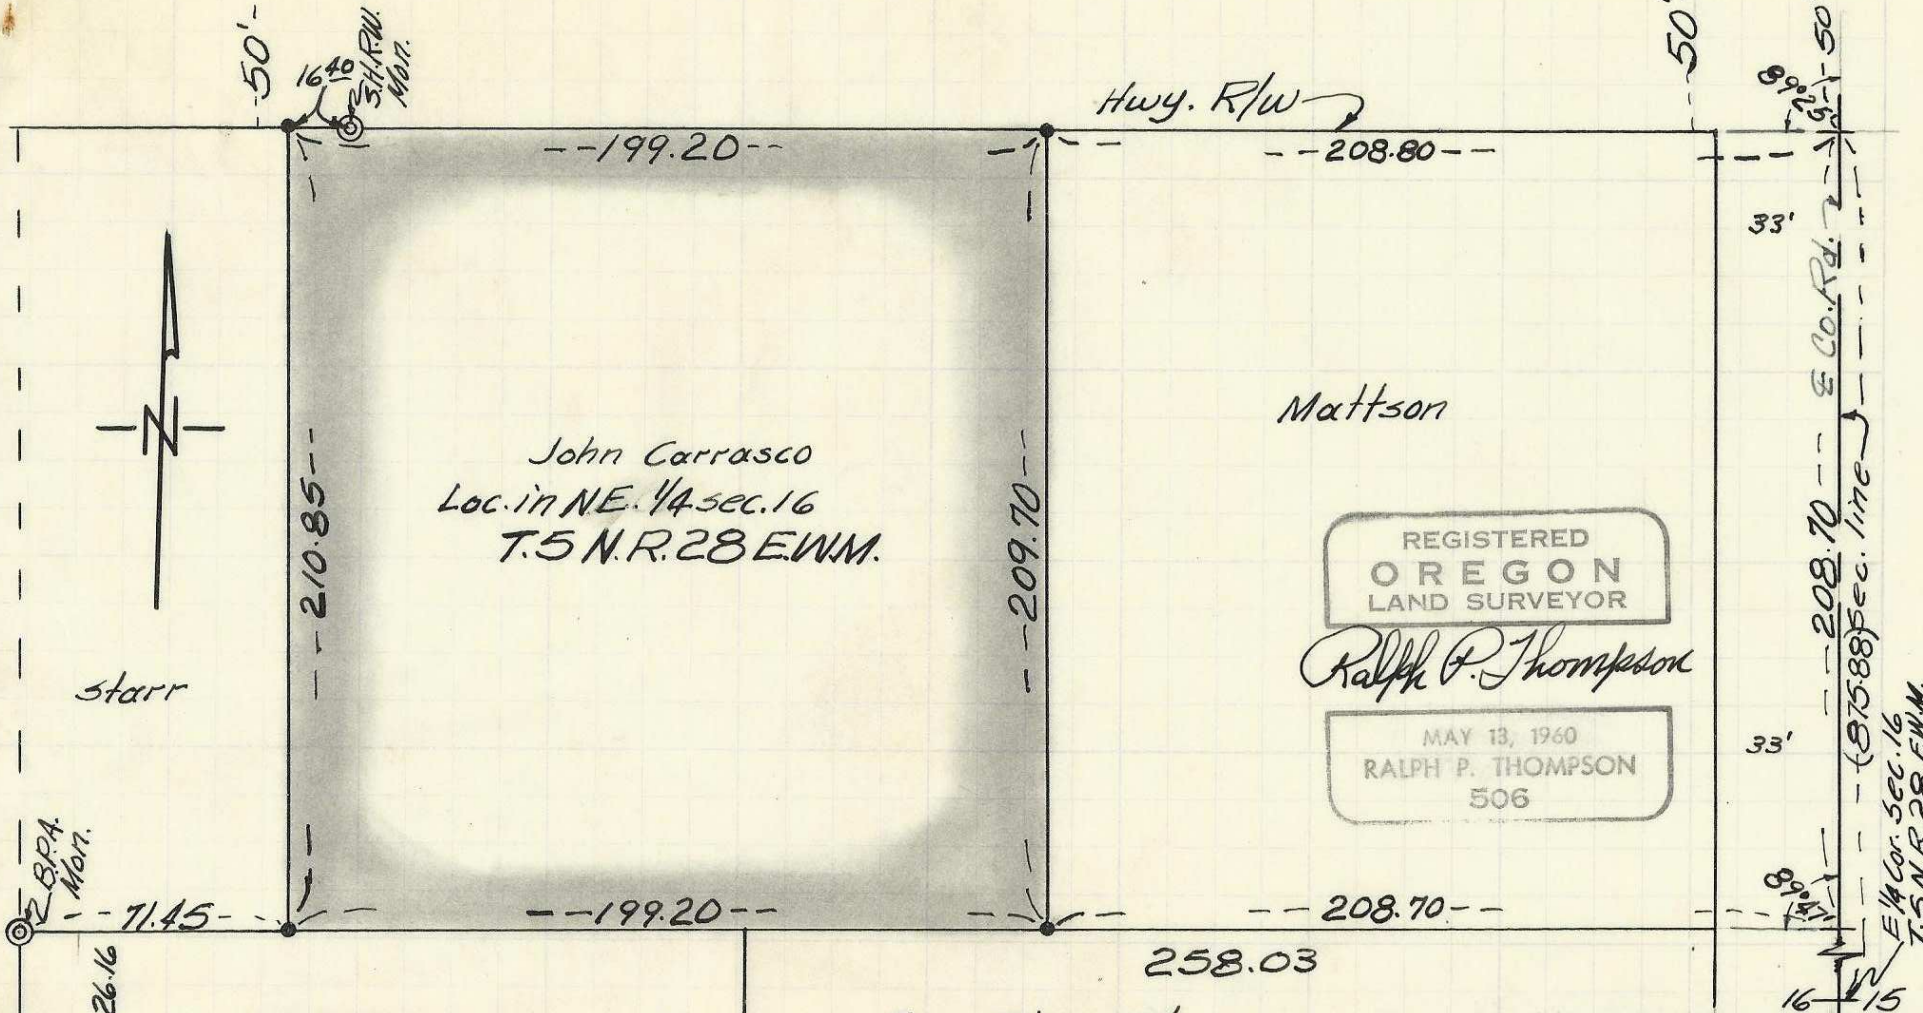 50'
16 40
S.H.R.W.
Mon.
Hwy. R/W
50'
89°25'
50
199.20
208.80
33'
℄ Co. Rd.
Mattson
John Carrasco
Loc. in N.E. 1/4 sec. 16
T. 5 N. R. 28 E.W.M.
210.85
209.70
208.70
sec. line
(875.88)
REGISTERED
OREGON
LAND SURVEYOR
Ralph P. Thompson
MAY 13, 1960
RALPH P. THOMPSON
506
N
Starr
33'
B.P.A.
Mon.
71.45
199.20
208.70
89°47'
E 1/4 Cor. Sec. 16
T. 5 N. R. 28 E.W.M.
26.16
258.03
16
15